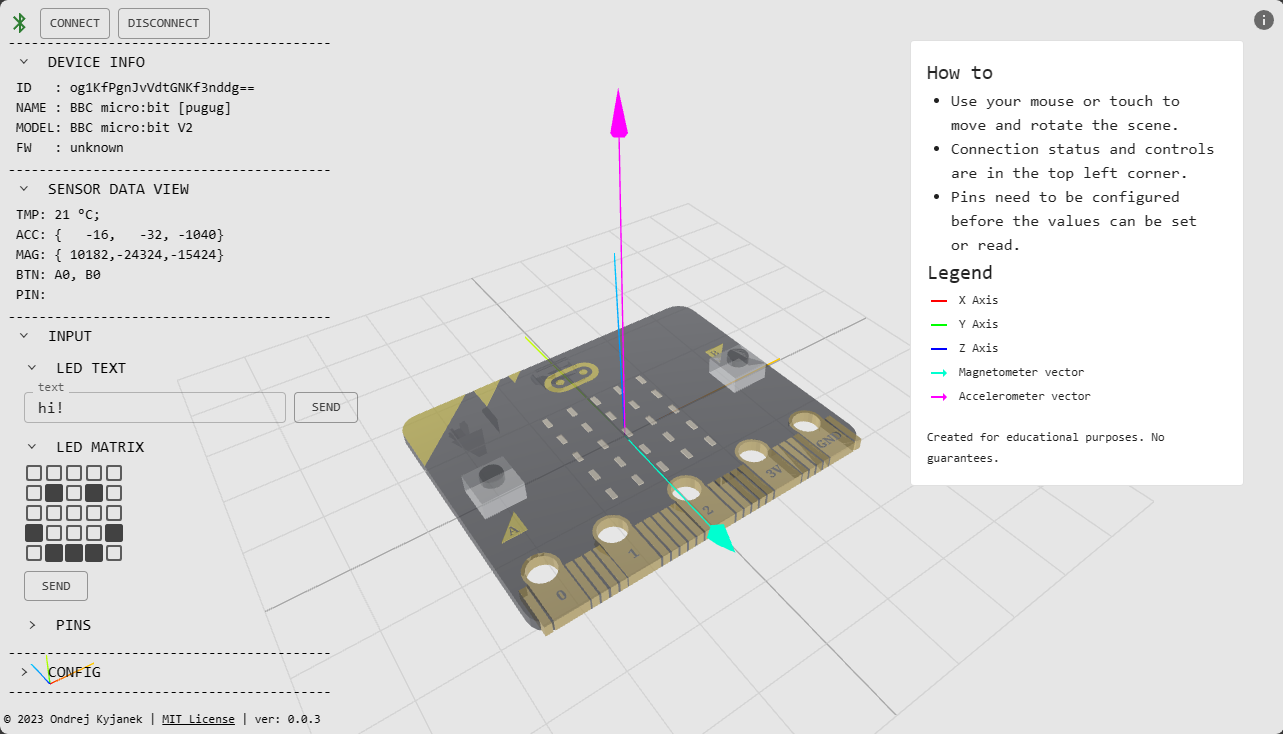 CONNECT DISCONNECT
DEVICE INFO
ID   : og1KfPgnJvVdtGNKf3nddg==
NAME : BBC micro:bit [pugug]
MODEL: BBC micro:bit V2
FW   : unknown
SENSOR DATA VIEW
TMP: 21 °C;
ACC: {   -16,   -32, -1040}
MAG: { 10182,-24324,-15424}
BTN: A0, B0
PIN:
INPUT
LED TEXT
text
hi!
SEND
LED MATRIX
SEND
PINS
CONFIG
© 2023 Ondrej Kyjanek | MIT License | ver: 0.0.3
B
A
0
1
2
3V
GND
How to
• Use your mouse or touch to
move and rotate the scene.
• Connection status and controls
are in the top left corner.
• Pins need to be configured
before the values can be set
or read.
Legend
X Axis
Y Axis
Z Axis
Magnetometer vector
Accelerometer vector
Created for educational purposes. No
guarantees.